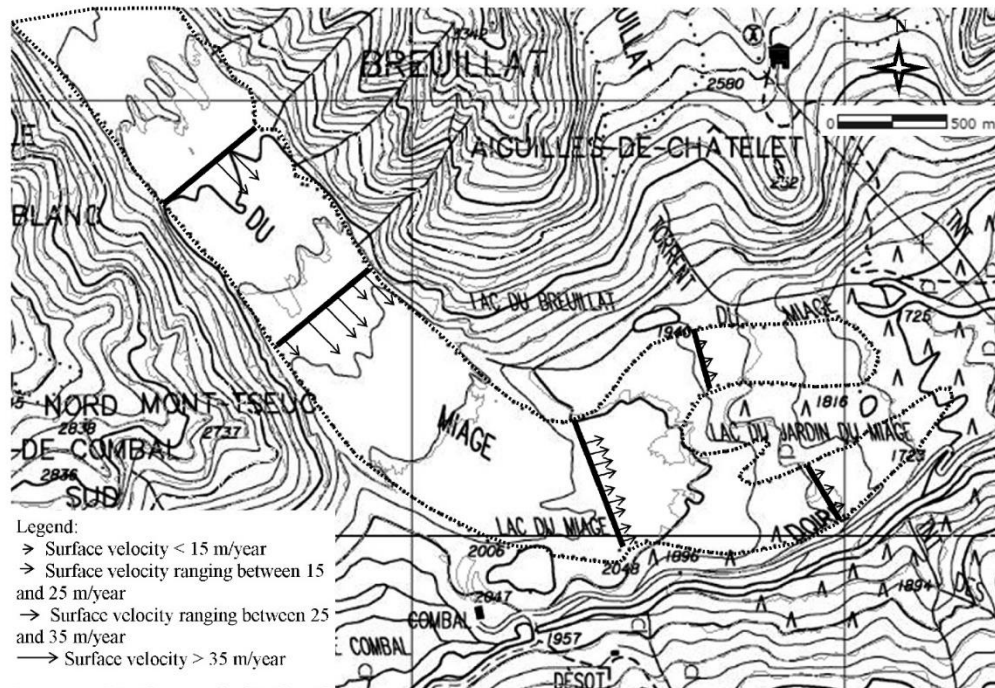 BREUILLAT
N
2580
0 500 m
AIGUILLES-DE-CHÂTELET
BLANC
DU
TORRENT
LAC DU BREUILLAT
DU MIAGE
1940
725
NORD MONT-TSEUC
2838
2737
DE-COMBAL
2836
SUD
MIAGE
1816
LAC DU JARDIN DU MIAGE
1723
LAC DU MIAGE
DOIRE
2006
2048
1896
2047
1894
COMBAL
1957
E COMBAL
DÉSOT
Legend:
Surface velocity < 15 m/year
Surface velocity ranging between 15
and 25 m/year
Surface velocity ranging between 25
and 35 m/year
Surface velocity > 35 m/year